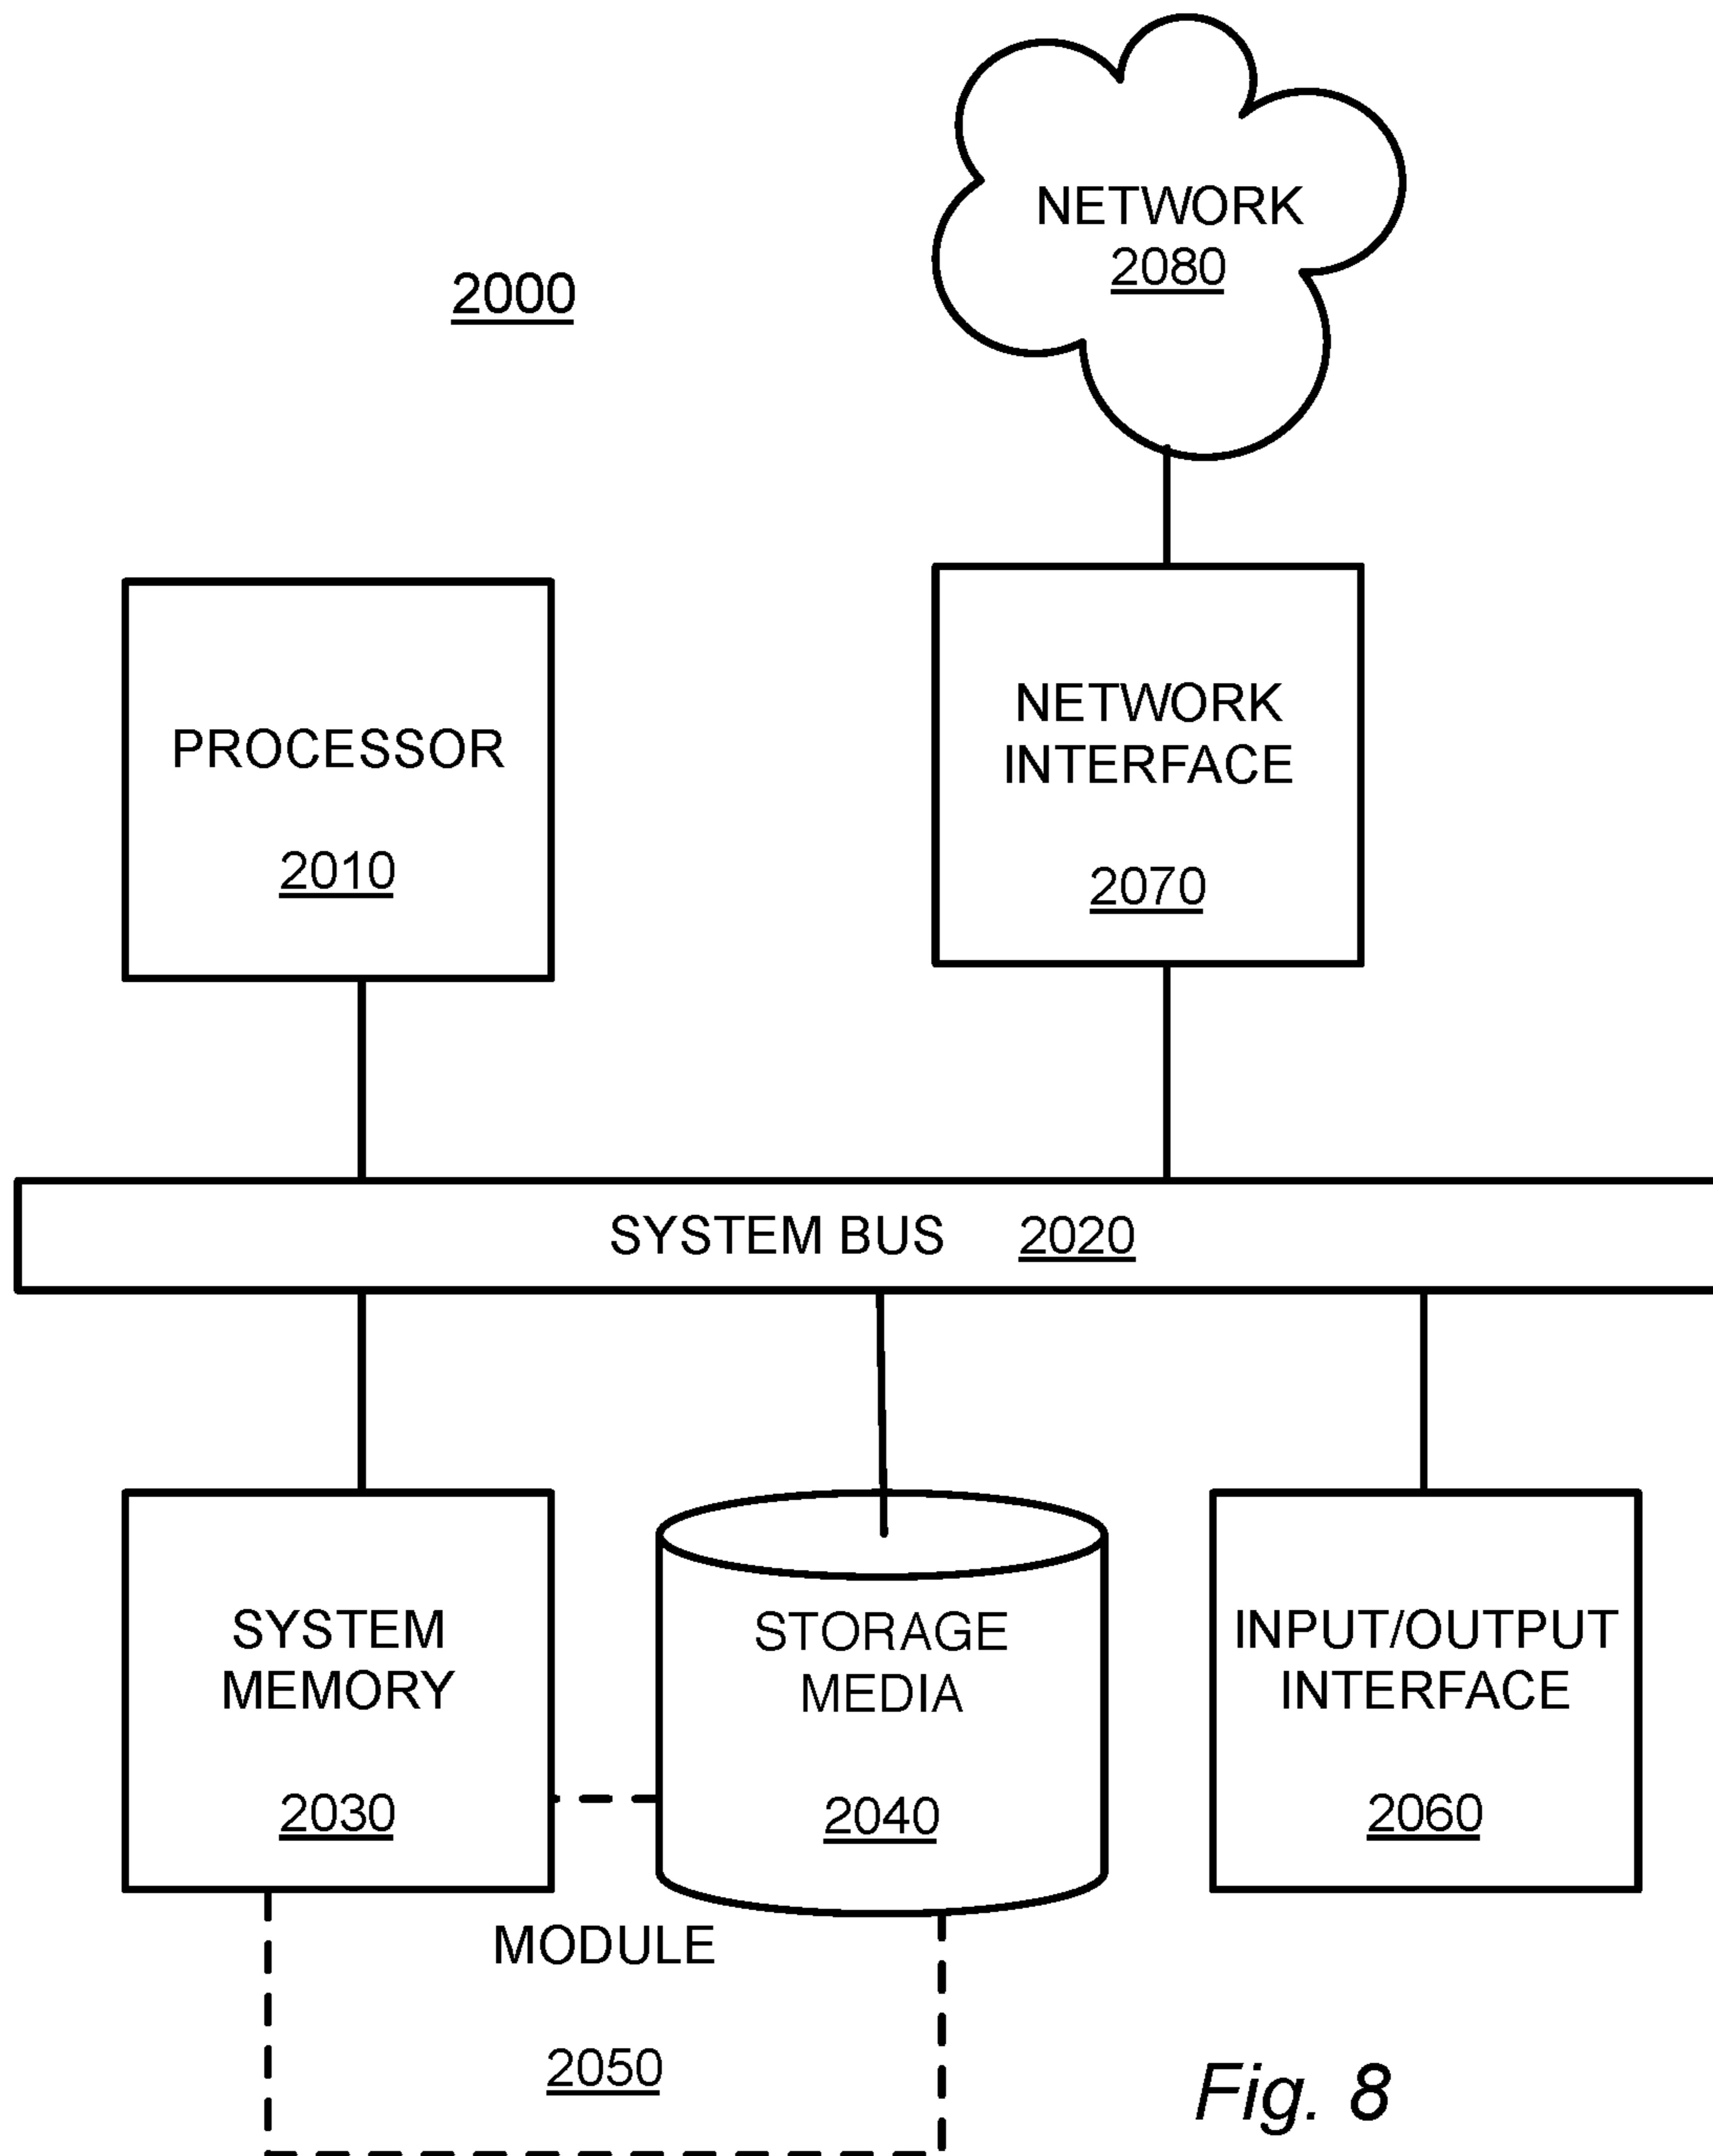 NETWORK
2080
2000
PROCESSOR
2010
NETWORK
INTERFACE
2070
SYSTEM BUS 2020
SYSTEM
MEMORY
2030
STORAGE
MEDIA
2040
INPUT/OUTPUT
INTERFACE
2060
MODULE
2050
Fig. 8